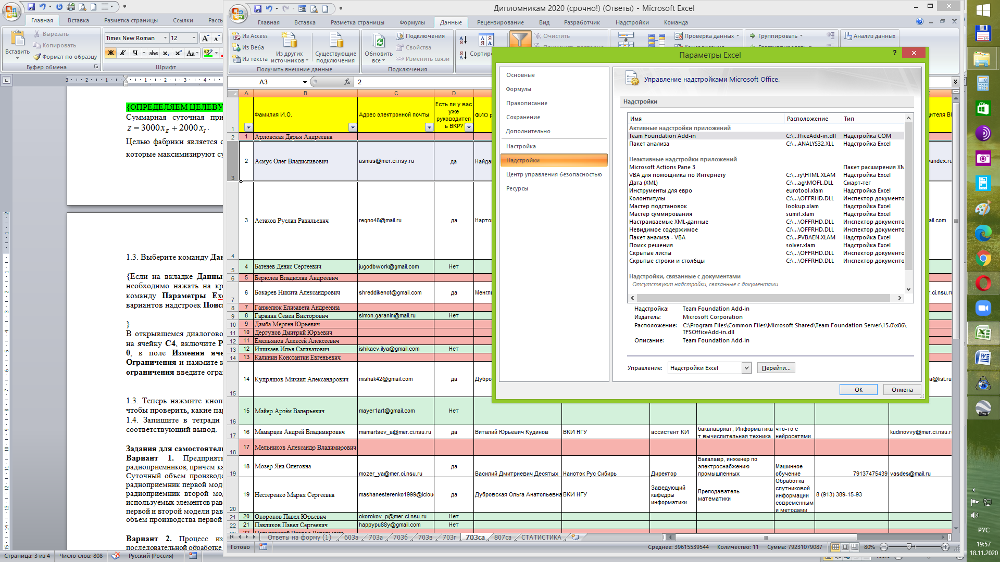 Главная
Вставка
Разметка страницы
Ссылки
Расс
Вставить
Вырезать
Копировать
Формат по образцу
Буфер обмена
Times New Roman
12
Ж К Ч abc x₂ x² Aa
Шрифт
3 2 1 1 2 3 4
{ОПРЕДЕЛЯЕМ ЦЕЛЕВУ
Суммарная суточная при
z = 3000x_E + 2000x_I .
Целью фабрики является о
которые максимизируют су
1.3. Выберите команду Дан
{Если на вкладке Данны
необходимо нажать на кр
команду Параметры Exc
вариантов надстроек Поис
}
В открывшемся диалогово
на ячейку С4, включите Р
0, в поле Изменяя яче
Ограничения и нажмите к
ограничения введите огра
1.3. Теперь нажмите кноп
чтобы проверить, какие пар
1.4. Запишите в тетради
соответствующий вывод.
Задания для самостоятель
Вариант 1. Предприяти
радиоприемников, причем ка
Суточный объем производс
радиоприемник первой мод
радиоприемник второй мод
используемых элементов рав
первой и второй модели рав
объем производства первой
Вариант 2. Процесс из
последовательной обработке
Страница: 3 из 4
Число слов: 808
Русский (Россия)
Дипломникам 2020 (срочно!) (Ответы) - Microsoft Excel
Главная
Вставка
Разметка страницы
Формулы
Данные
Рецензирование
Вид
Разработчик
Надстройки
Команда
Из Access
Из Веба
Из текста
Из других источников
Существующие подключения
Получить внешние данные
Обновить все
Подключения
Свойства
Изменить связи
Подключения
Сортиро
Очистить
Проверка данных
Группировать
Анализ данных
A3
fx
2
A B C D
1 Фамилия И.О. Адрес электронной почты Есть ли у вас уже руководитель ВКР? ФИО р дителя ВІ
2 1 Арловская Дарья Андреевна
3 2 Асмус Олег Владиславович asmus@mer.ci.nsy.ru да Найда yandex.ru
4 3 Астахов Руслан Равильевич regno48@mail.ru да Нарто ail.com
5 4 Батенев Денис Сергеевич jugodbwork@gmail.com Нет
6 5 Берюлев Владислав Андреевич
7 6 Бокарев Никита Александрович shreddikenot@gmail.com да Менгли r.ci.nsu.ru
8 7 Ганжелюк Елизавета Андреевна
9 8 Гаранин Семен Викторович simon.garanin@mail.ru Нет
10 9 Дамба Мерген Юрьевич
11 10 Дергунов Дмитрий Юрьевич
12 11 Емельянов Алексей Алексеевич
13 12 Ишикаев Илья Салаватович ishikaev.ilya@gmail.com Нет
14 13 Калинин Константин Евгеньевич
15 14 Кудряшов Михаил Александрович mishak42@gmail.com да Дубро a@list.ru
16 15 Майер Артём Валерьевич mayer1art@gmail.com Нет
17 16 Мамарцев Андрей Владимирович mamartsev_a@mer.ci.nsu.ru да Виталий Юрьевич Кудинов ВКИ НГУ ассистент КИ бакалавриат, Информатика т вычислительная техника что-то с нейросетями kudinovvy@mer.ci.nsu.r
18 17 Мельников Александр Владимирович
19 18 Мозер Яна Олеговна mozer_ya@mer.ci.nsu.ru да Василий Дмитриевич Десятых Нанотэк Рус Сибирь Директор Бакалавр, инженер по электроснабжению промышленных Машинное обучение 79137475439 vasdes@mail.ru
20 19 Нестеренко Мария Сергеевна mashanesterenko1999@iclou да Дубровская Ольга Анатольевна ВКИ НГУ Заведующий кафедры информатики Преподаватель математики Обработка спутниковой информации современным и методами 8 (913) 389-15-93
21 20 Окороков Павел Юрьевич okorokov_p@mer.ci.nsu.ru Нет
22 21 Павликов Павел Сергеевич happypu88y@gmail.com Нет
Ответы на форму (1) 603а 703а 703б 703в 703г 703са 807са СТАТИСТИКА
Готово
Среднее: 39615539544
Количество: 11
Сумма: 79231079087
80%
Параметры Excel
Основные
Формулы
Правописание
Сохранение
Дополнительно
Настройка
Надстройки
Центр управления безопасностью
Ресурсы
Управление надстройками Microsoft Office.
Надстройки
Имя Расположение Тип
Активные надстройки приложений
Team Foundation Add-in C:\...fficeAdd-in.dll Надстройка COM
Пакет анализа C:\...ANALYS32.XLL Надстройка Excel
Неактивные надстройки приложений
Microsoft Actions Pane 3 Пакет расширения XM
VBA для помощника по Интернету C:\...ry\HTML.XLAM Надстройка Excel
Дата (XML) C:\...ag\MOFL.DLL Смарт-тег
Инструменты для евро eurotool.xlam Надстройка Excel
Колонтитулы C:\...\OFFRHD.DLL Инспектор документо
Мастер подстановок lookup.xlam Надстройка Excel
Мастер суммирования sumif.xlam Надстройка Excel
Настраиваемые XML-данные C:\...\OFFRHD.DLL Инспектор документо
Невидимое содержимое C:\...\OFFRHD.DLL Инспектор документо
Пакет анализа - VBA C:\...PVBAEN.XLAM Надстройка Excel
Поиск решения solver.xlam Надстройка Excel
Скрытые листы C:\...\OFFRHD.DLL Инспектор документо
Скрытые строки и столбцы C:\...\OFFRHD.DLL Инспектор документо
Надстройки, связанные с документами
Отсутствуют надстройки, связанные с документами
Надстройка: Team Foundation Add-in
Издатель: Microsoft Corporation
Расположение: C:\Program Files\Common Files\Microsoft Shared\Team Foundation Server\15.0\x86\
TFSOfficeAdd-in.dll
Описание: Team Foundation Add-in
Управление: Надстройки Excel Перейти...
ОК Отмена
Pro
РУС
19:57
18.11.2020